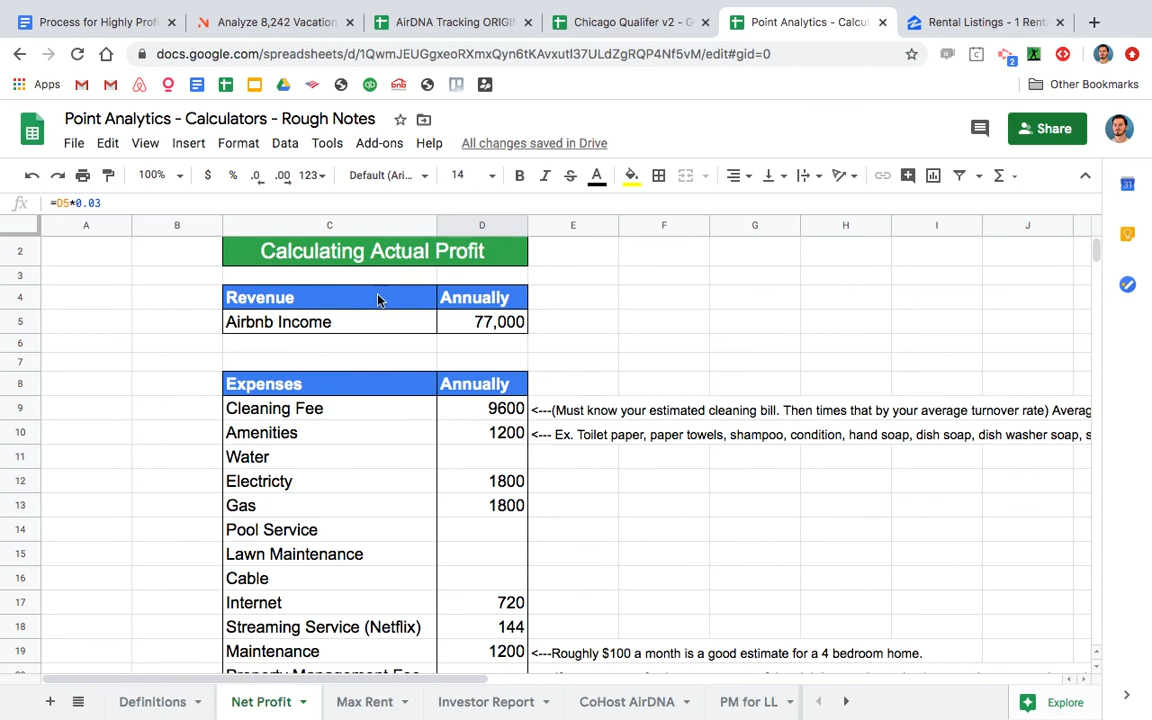 Process for Highly Profi
Analyze 8,242 Vacation
AirDNA Tracking ORIGIN
Chicago Qualifer v2 - G
Point Analytics - Calcul
Rental Listings - 1 Rent
docs.google.com/spreadsheets/d/1QwmJEUGgxeoRXmxQyn6tKAvxutI37ULdZgRQP4Nf5vM/edit#gid=0
2
Apps
bnb
Other Bookmarks
Point Analytics - Calculators - Rough Notes
File Edit View Insert Format Data Tools Add-ons Help All changes saved in Drive
Share
100% $ % .0 .00 123 Default (Ari... 14 B I S A Σ
31
fx =D5*0.03
A B C D E F G H I J
2 Calculating Actual Profit
3
4 Revenue Annually
5 Airbnb Income 77,000
6
7
8 Expenses Annually
9 Cleaning Fee 9600 <---(Must know your estimated cleaning bill. Then times that by your average turnover rate) Averag
10 Amenities 1200 <--- Ex. Toilet paper, paper towels, shampoo, condition, hand soap, dish soap, dish washer soap, s
11 Water
12 Electricty 1800
13 Gas 1800
14 Pool Service
15 Lawn Maintenance
16 Cable
17 Internet 720
18 Streaming Service (Netflix) 144
19 Maintenance 1200 <---Roughly $100 a month is a good estimate for a 4 bedroom home.
Definitions Net Profit Max Rent Investor Report CoHost AirDNA PM for LL Explore